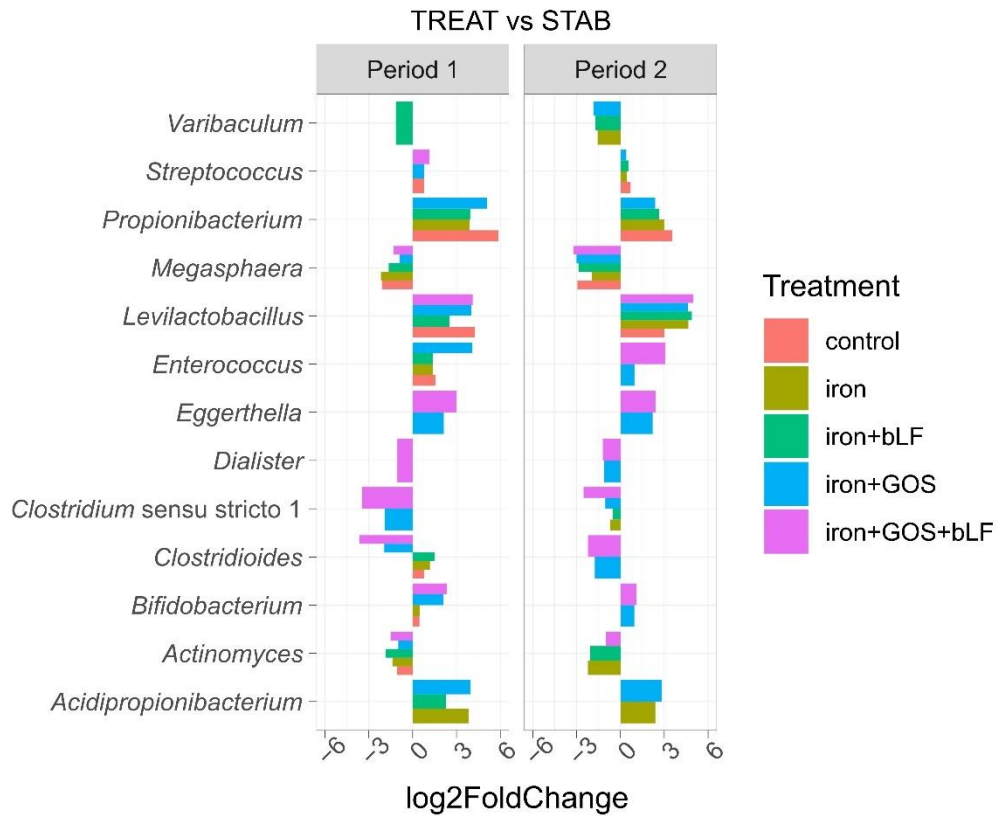 TREAT vs STAB
Period 1
Period 2
Varibaculum
Streptococcus
Propionibacterium
Megasphaera
Levilactobacillus
Enterococcus
Eggerthella
Dialister
Clostridium sensu stricto 1
Clostridioides
Bifidobacterium
Actinomyces
Acidipropionibacterium
−6 −3 0 3 6
−6 −3 0 3 6
log2FoldChange
Treatment
control
iron
iron+bLF
iron+GOS
iron+GOS+bLF